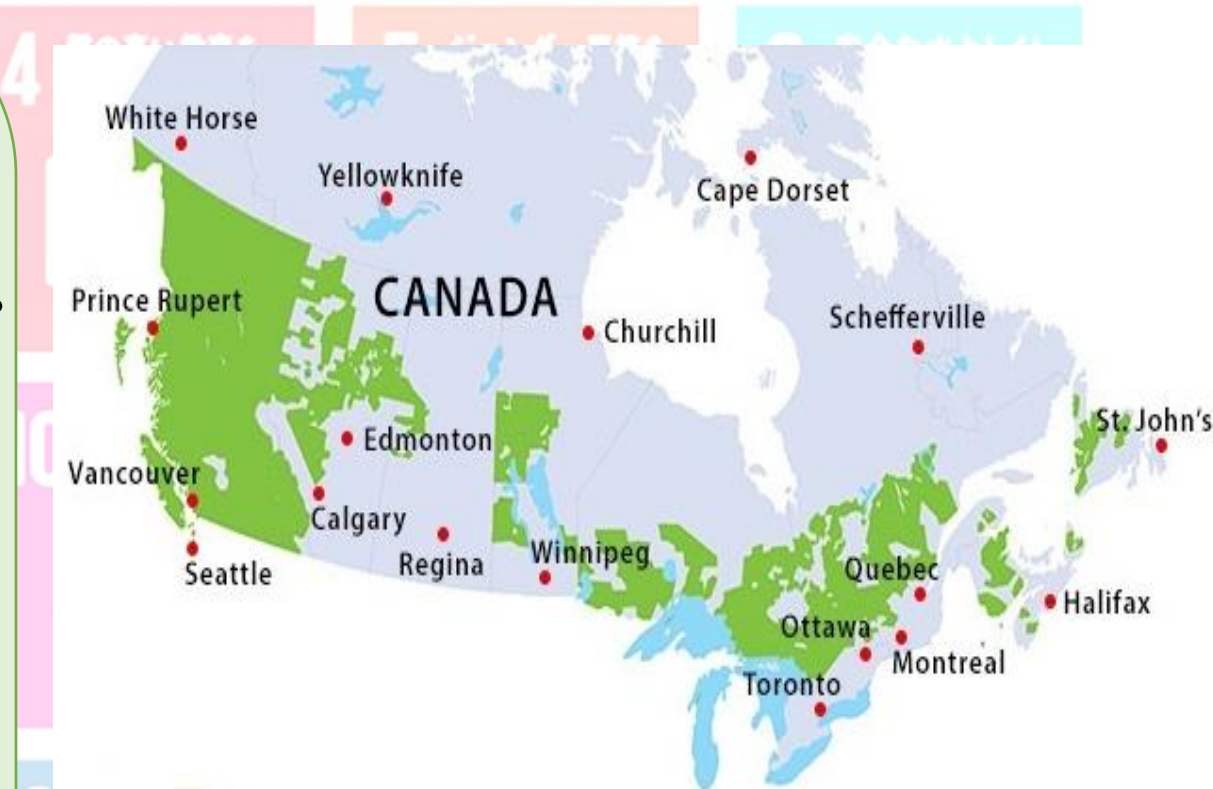 4
White Horse
Yellowknife
Cape Dorset
CANADA
Prince Rupert
Churchill
Schefferville
St. John's
Edmonton
Vancouver
Calgary
Regina
Winnipeg
Seattle
Quebec
Halifax
Ottawa
Montreal
Toronto